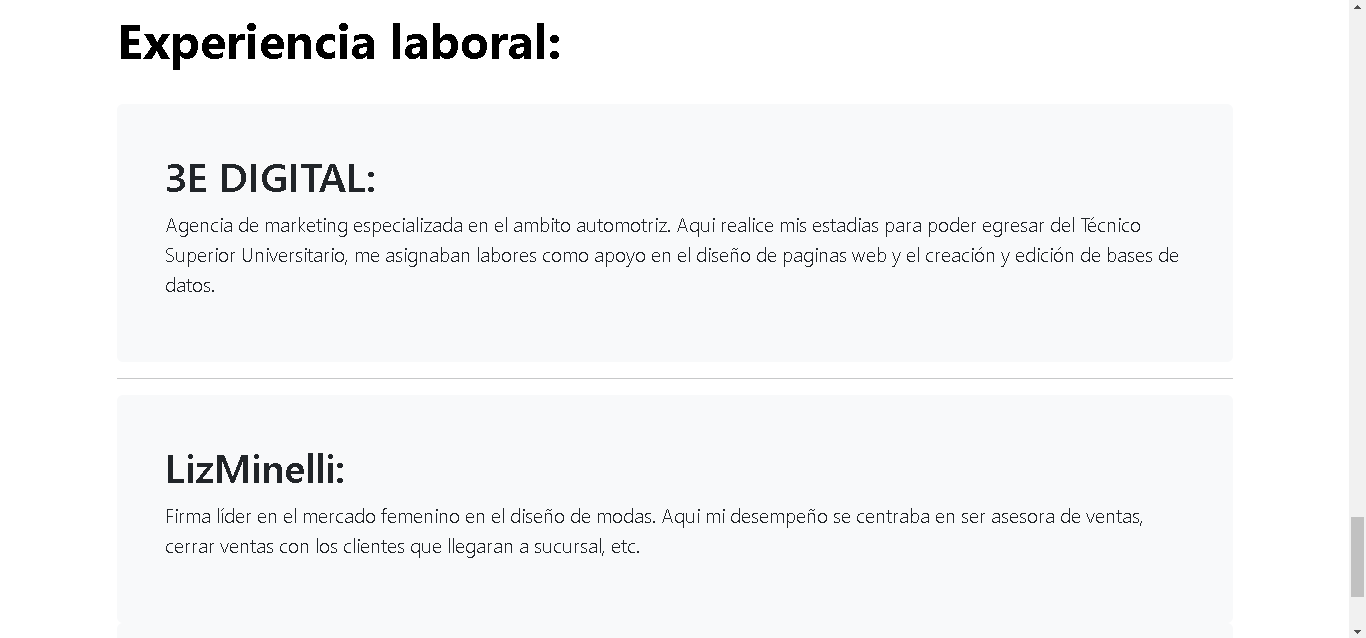 Experiencia laboral:
3E DIGITAL:
Agencia de marketing especializada en el ambito automotriz. Aqui realice mis estadias para poder egresar del Técnico
Superior Universitario, me asignaban labores como apoyo en el diseño de paginas web y el creación y edición de bases de
datos.
LizMinelli:
Firma líder en el mercado femenino en el diseño de modas. Aqui mi desempeño se centraba en ser asesora de ventas,
cerrar ventas con los clientes que llegaran a sucursal, etc.